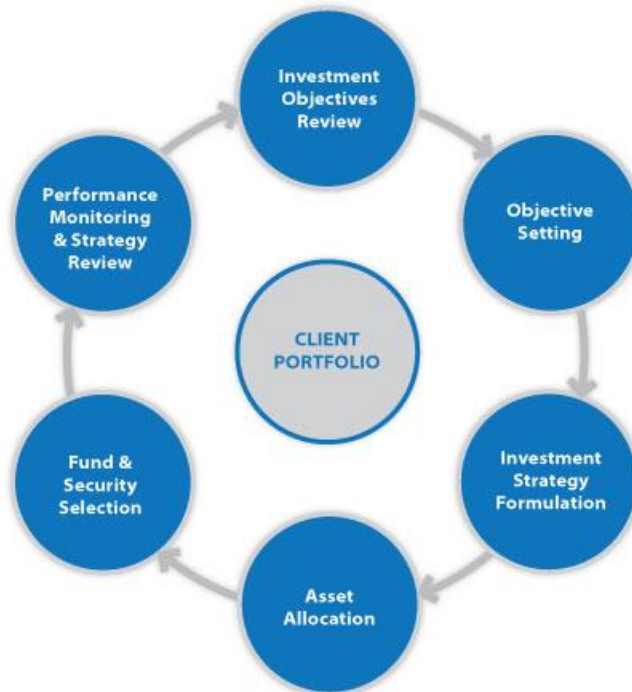 Investment
Objectives
Review
Objective
Setting
Investment
Strategy
Formulation
Asset
Allocation
Fund &
Security
Selection
Performance
Monitoring
& Strategy
Review
CLIENT
PORTFOLIO